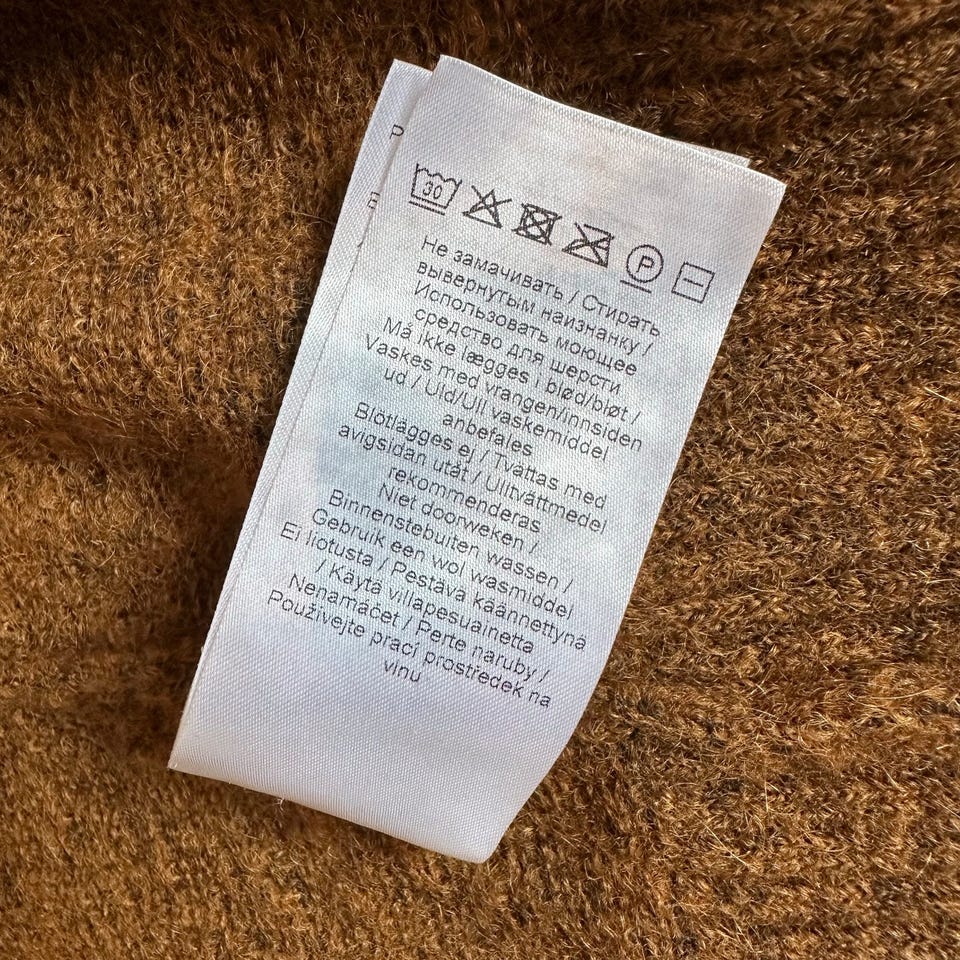 P
30
P
Не замачивать / Стирать
вывернутым наизнанку /
Использовать моющее
средство для шерсти
Må ikke lægges i blød/bløt /
Vaskes med vrangen/innsiden
ud / Uld/Ull vaskemiddel
anbefales
Blötlägges ej / Tvättas med
avigsidan utåt / Ulltvättmedel
rekommenderas
Niet doorweken /
Binnenstebuiten wassen /
Gebruik een wol wasmiddel
Ei liotusta / Pestävä käännettynä
/ Käytä villapesuainetta
Nenamáčet / Perte naruby /
Používejte prací prostředek na
vlnu